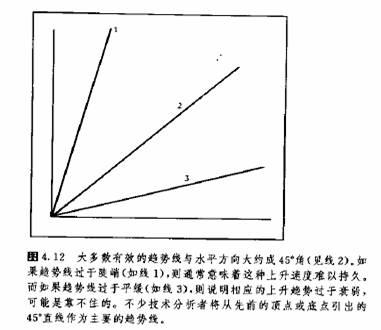 1
2
3
图4.12 大多数有效的趋势线与水平方向大约成45°角(见线2)。如
果趋势线过于陡峭(如线1),则通常意味着这种上升速度难以持久。
而如果趋势线过于平缓(如线3),则说明相应的上升趋势过于衰弱,
可能是靠不住的。不少技术分析者将从先前的顶点或底点引出的
45°直线作为主要的趋势线。